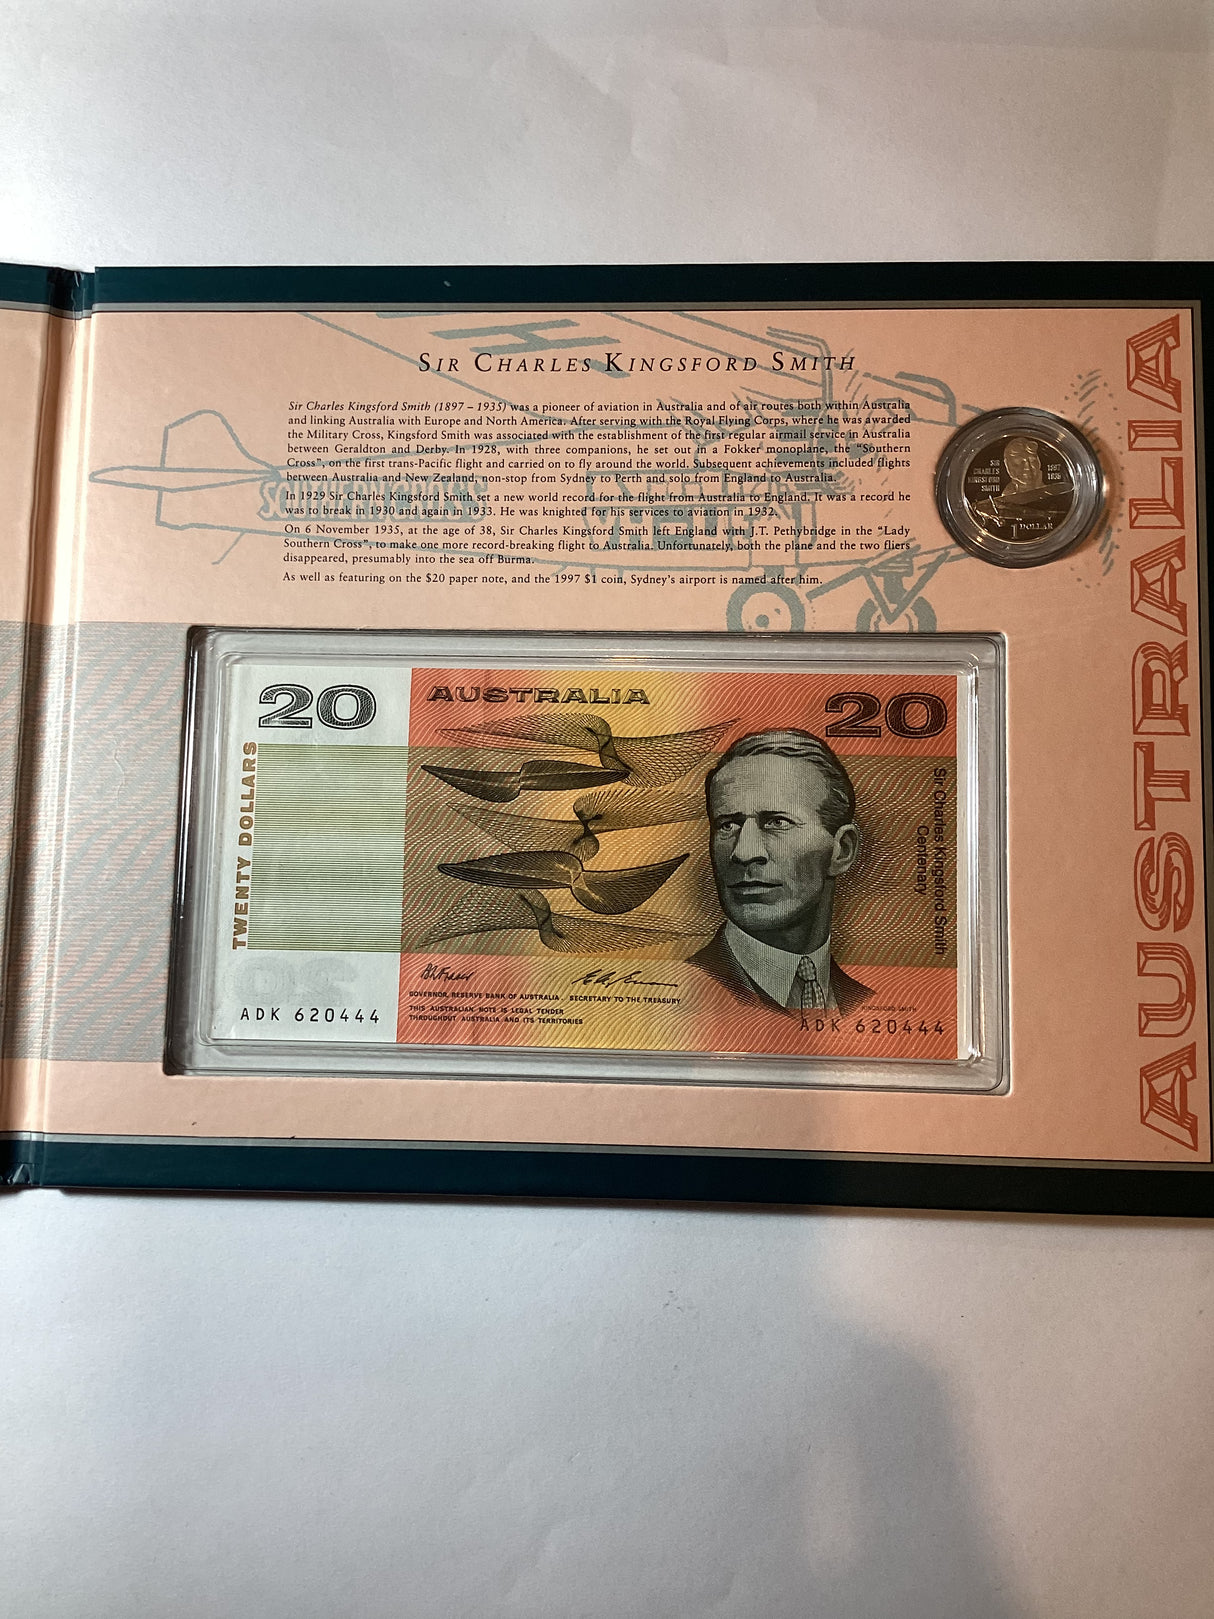 SIR CHARLES KINGSFORD SMITH
Sir Charles Kingsford Smith (1897 – 1935) was a pioneer of aviation in Australia and of air routes both within Australia
and linking Australia with Europe and North America. After serving with the Royal Flying Corps, where he was awarded
the Military Cross, Kingsford Smith was associated with the establishment of the first regular airmail service in Australia
between Geraldton and Derby. In 1928, with three companions, he set out in a Fokker monoplane, the “Southern
Cross”, on the first trans-Pacific flight and carried on to fly around the world. Subsequent achievements included flights
between Australia and New Zealand, non-stop from Sydney to Perth and solo from England to Australia.
In 1929 Sir Charles Kingsford Smith set a new world record for the flight from Australia to England. It was a record he
was to break in 1930 and again in 1933. He was knighted for his services to aviation in 1932.
On 6 November 1935, at the age of 38, Sir Charles Kingsford Smith left England with J.T. Pethybridge in the “Lady
Southern Cross”, to make one more record-breaking flight to Australia. Unfortunately, both the plane and the two fliers
disappeared, presumably into the sea off Burma.
As well as featuring on the $20 paper note, and the 1997 $1 coin, Sydney's airport is named after him.
SOUTHERN CROSS
SIR
CHARLES
KINGSFORD
SMITH
1897
1935
1 DOLLAR
AUSTRALIA
20
AUSTRALIA
20
TWENTY DOLLARS
Sir Charles Kingsford Smith
Centenary
GOVERNOR, RESERVE BANK OF AUSTRALIA. SECRETARY TO THE TREASURY
THIS AUSTRALIAN NOTE IS LEGAL TENDER
THROUGHOUT AUSTRALIA AND ITS TERRITORIES
KINGSFORD SMITH
ADK 620444
ADK 620444